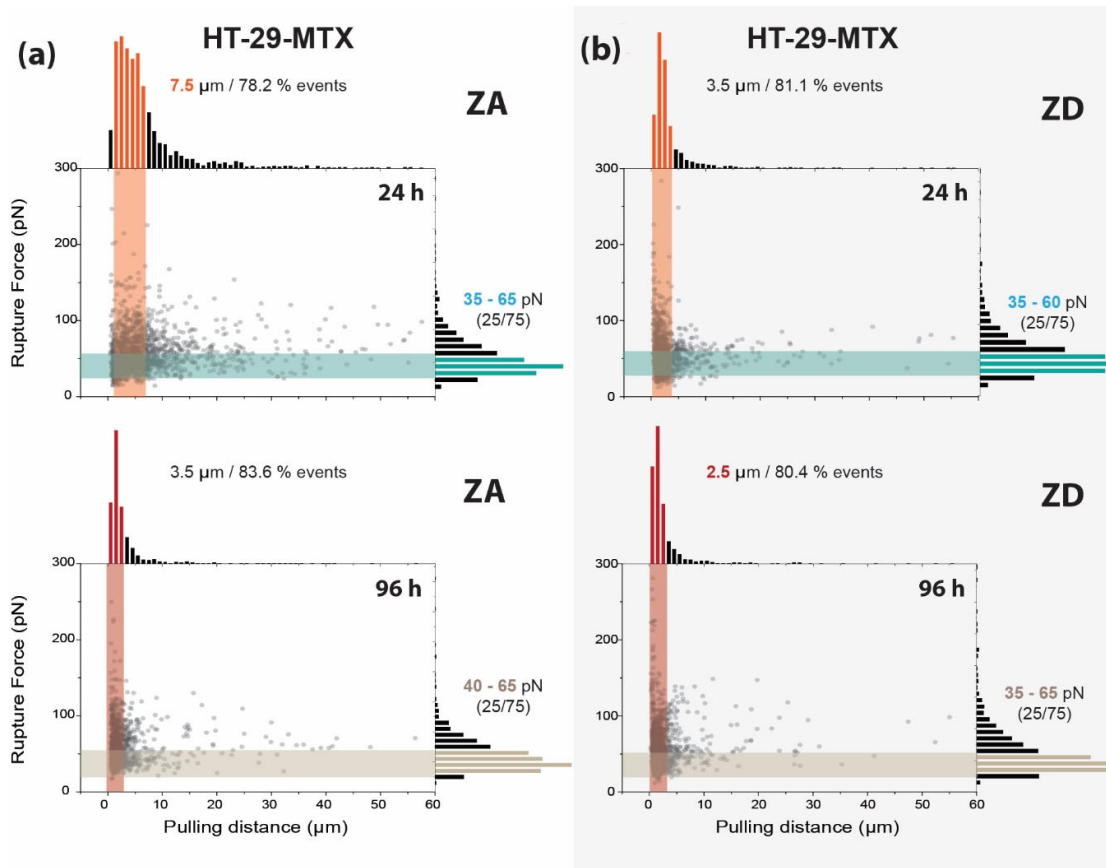 (a)
HT-29-MTX
7.5 µm / 78.2 % events
ZA
24 h
Rupture Force (pN)
300
200
100
0
35 - 65 pN
(25/75)
3.5 µm / 83.6 % events
ZA
96 h
Rupture Force (pN)
300
200
100
0
40 - 65 pN
(25/75)
0 10 20 30 40 50 60
Pulling distance (µm)
(b)
HT-29-MTX
3.5 µm / 81.1 % events
ZD
24 h
300
200
100
0
35 - 60 pN
(25/75)
2.5 µm / 80.4 % events
ZD
96 h
300
200
100
0
35 - 65 pN
(25/75)
0 10 20 30 40 50 60
Pulling distance (µm)